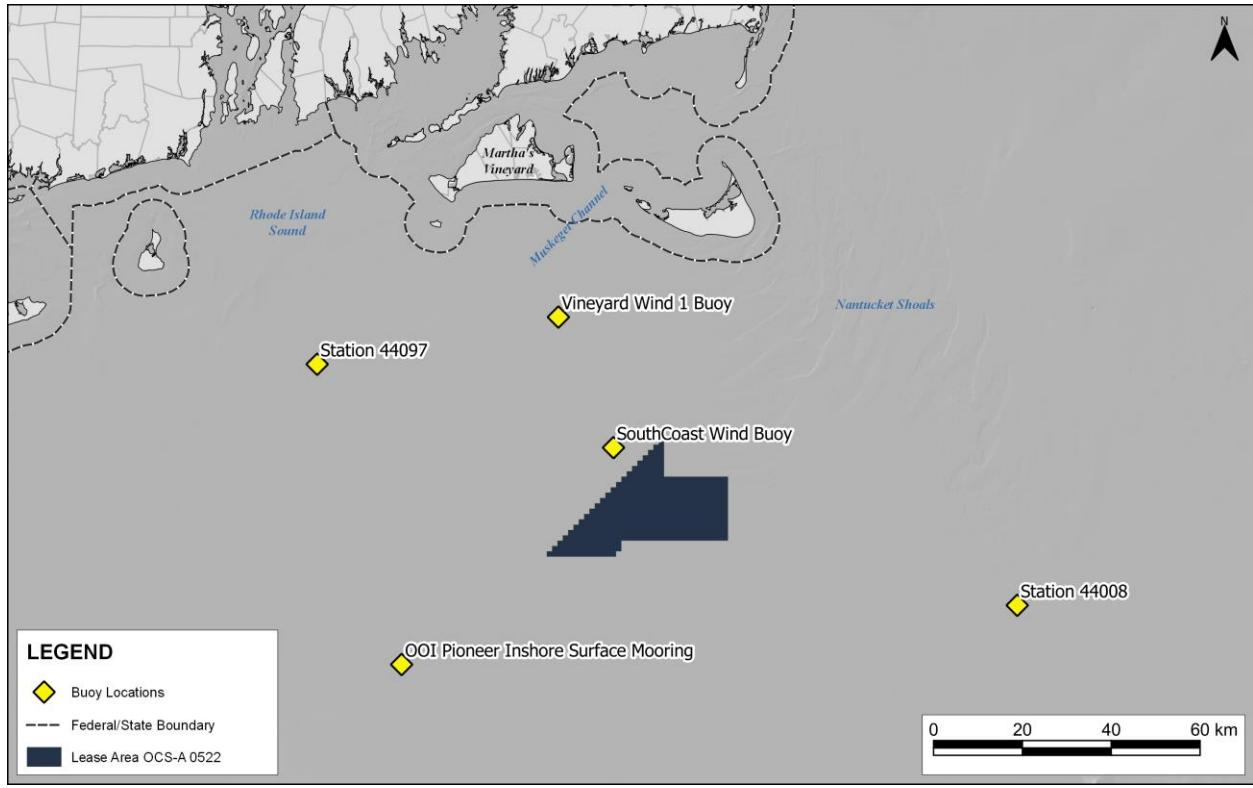 N
Martha's
Vineyard
Rhode Island
Sound
Muskeget Channel
Vineyard Wind 1 Buoy
Nantucket Shoals
Station 44097
SouthCoast Wind Buoy
Station 44008
OOI Pioneer Inshore Surface Mooring
LEGEND
Buoy Locations
Federal/State Boundary
Lease Area OCS-A 0522
0 20 40 60 km